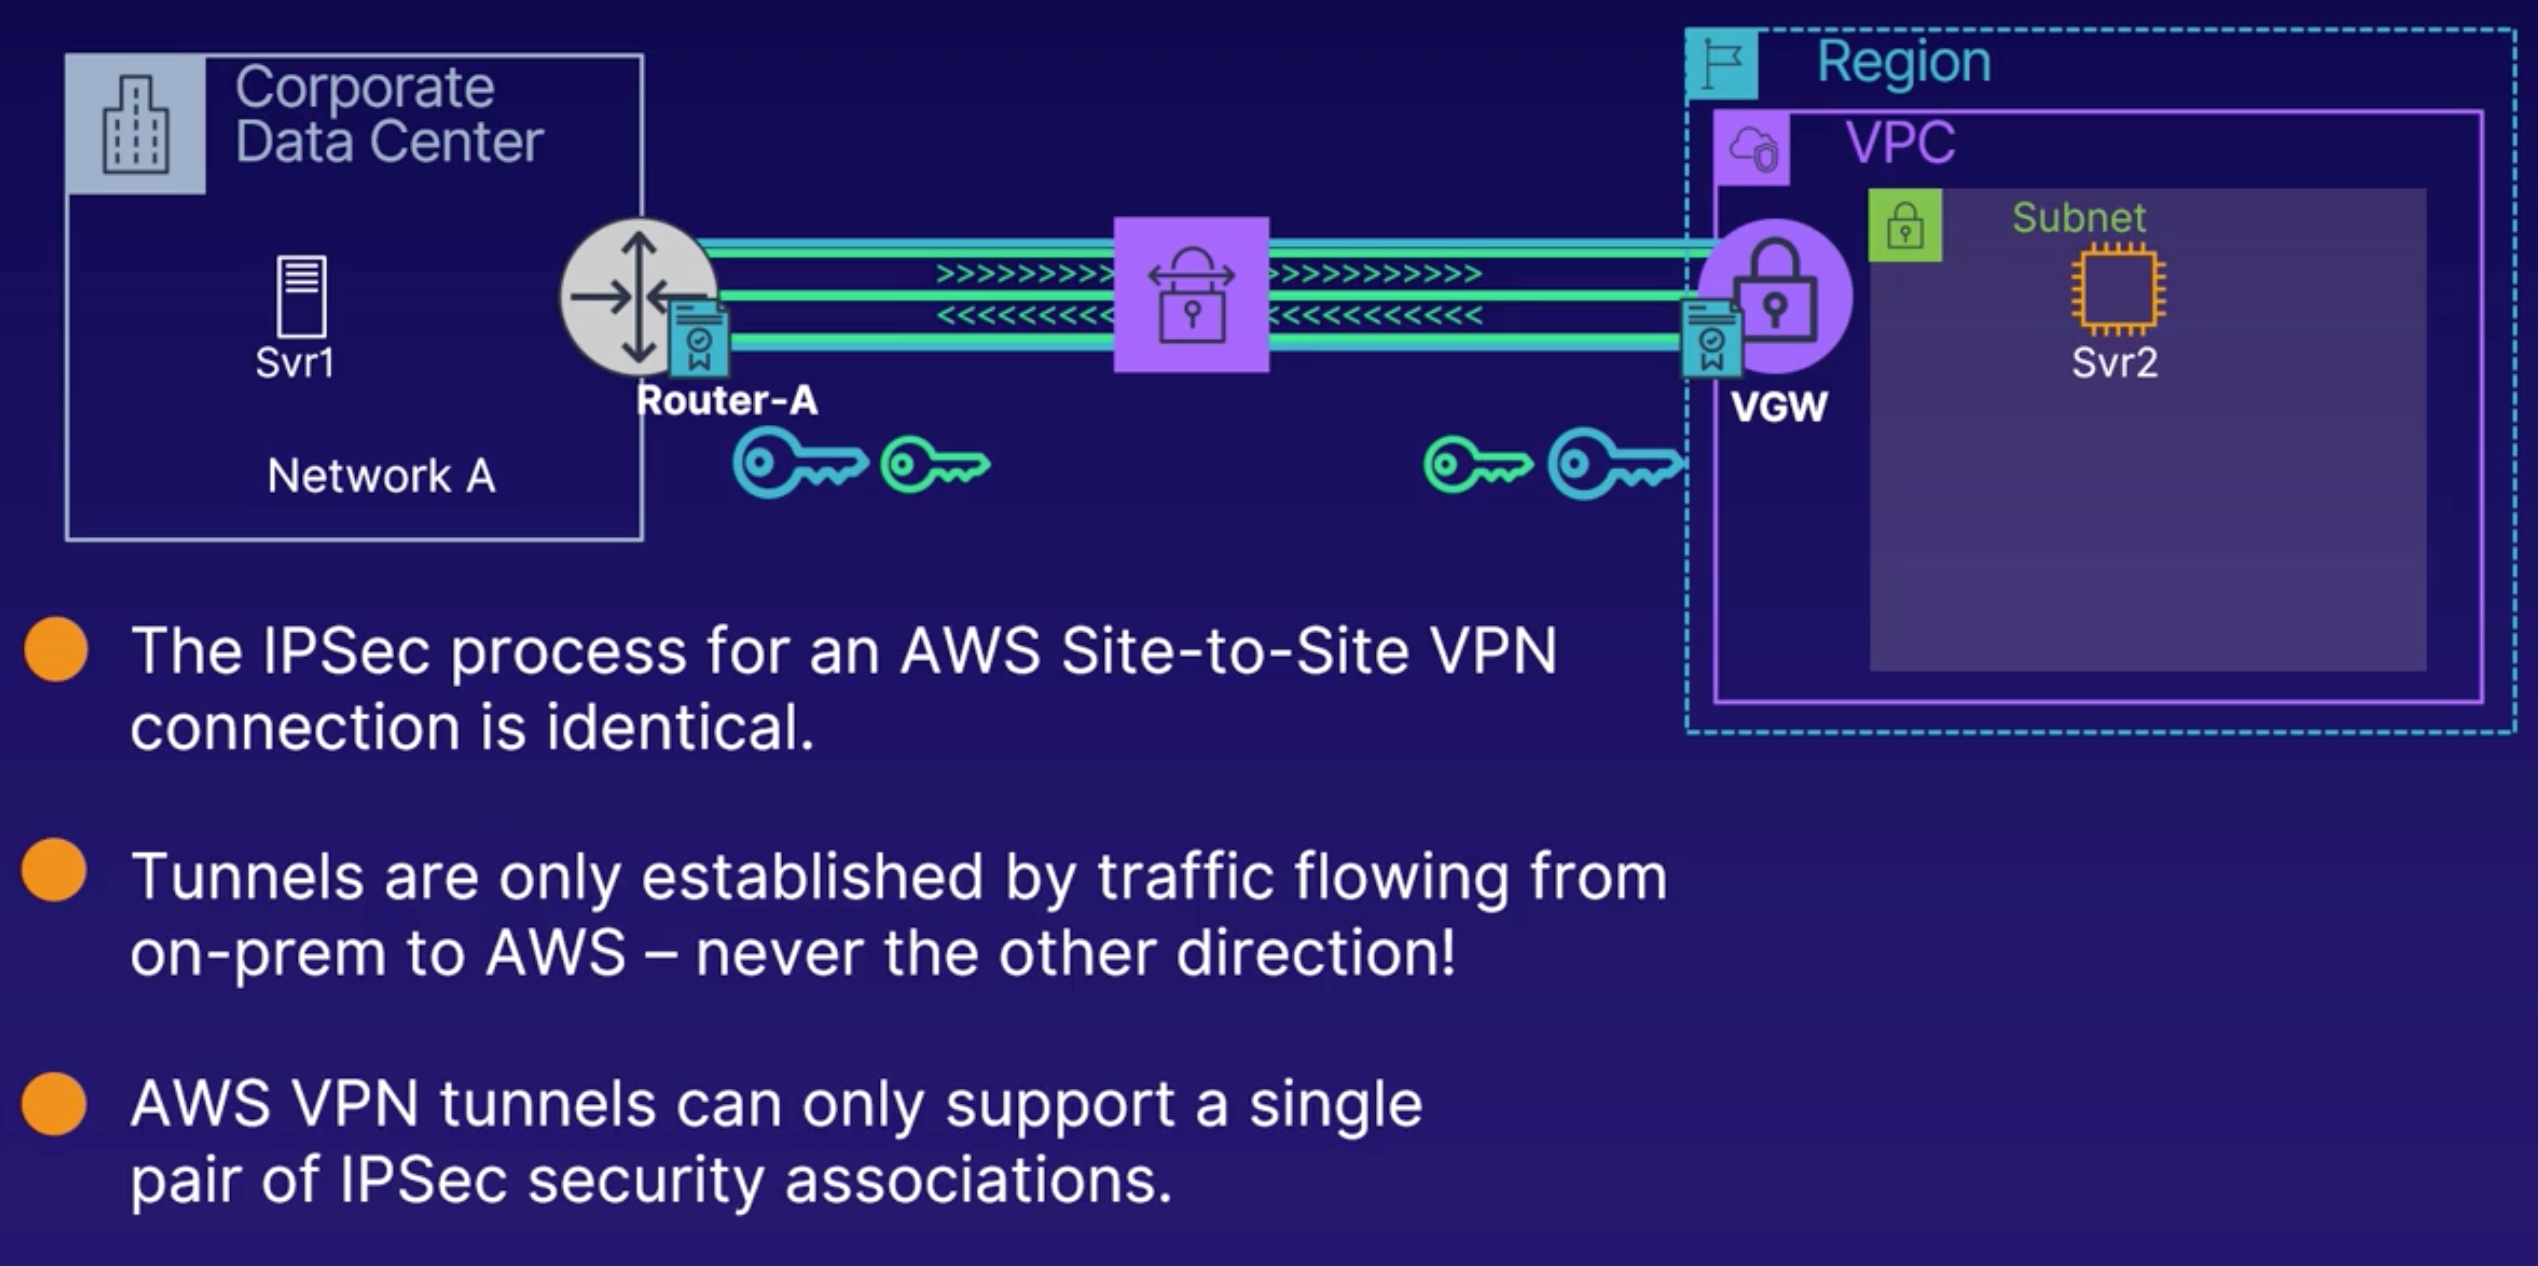 Corporate
Data Center
Region
VPC
Subnet
>>>>>>>>> >>>>>>>>>>>
<<<<<<<<< <<<<<<<<<<<
Svr1
Svr2
Router-A
VGW
Network A
The IPSec process for an AWS Site-to-Site VPN
connection is identical.
Tunnels are only established by traffic flowing from
on-prem to AWS – never the other direction!
AWS VPN tunnels can only support a single
pair of IPSec security associations.